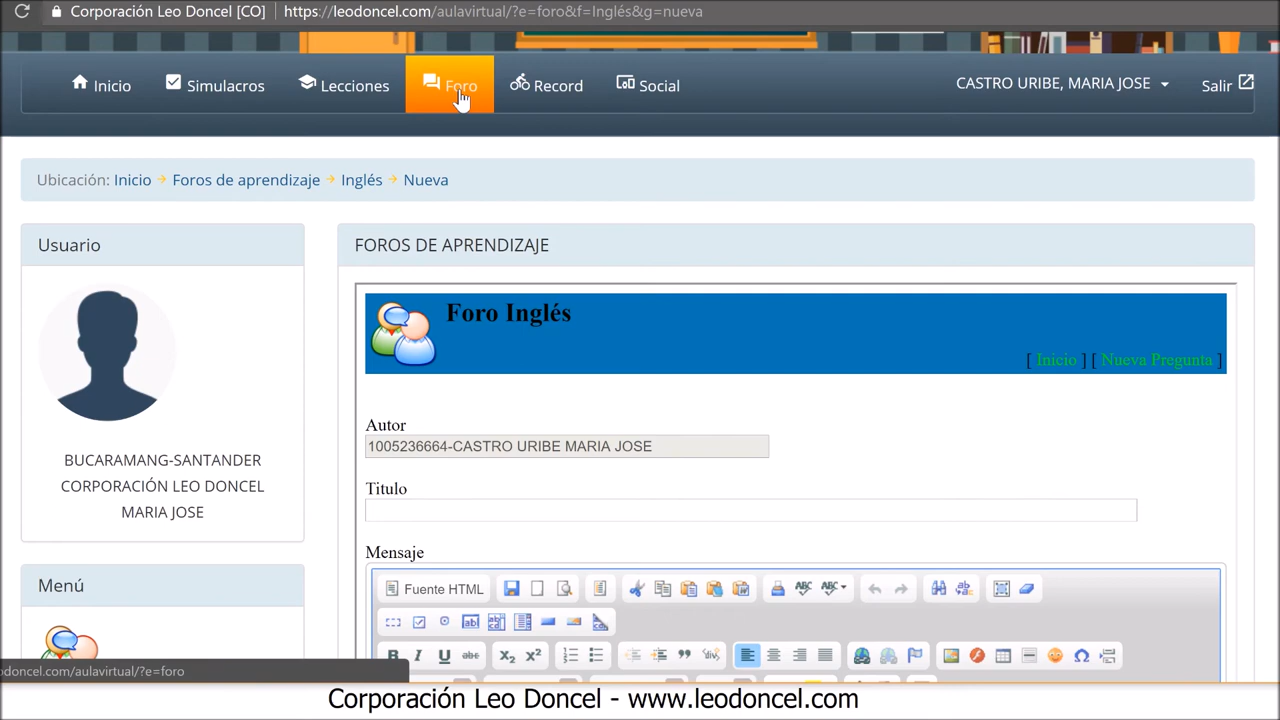 Corporación Leo Doncel [CO] https://leodoncel.com/aulavirtual/?e=foro&f=Inglés&g=nueva
Inicio Simulacros Lecciones Foro Record Social CASTRO URIBE, MARIA JOSE Salir
Ubicación: Inicio Foros de aprendizaje Inglés Nueva
Usuario
BUCARAMANG-SANTANDER
CORPORACIÓN LEO DONCEL
MARIA JOSE
Menú
FOROS DE APRENDIZAJE
Foro Inglés
[ Inicio ] [ Nueva Pregunta ]
Autor
1005236664-CASTRO URIBE MARIA JOSE
Titulo
Mensaje
Fuente HTML
eodoncel.com/aulavirtual/?e=foro
Corporación Leo Doncel - www.leodoncel.com